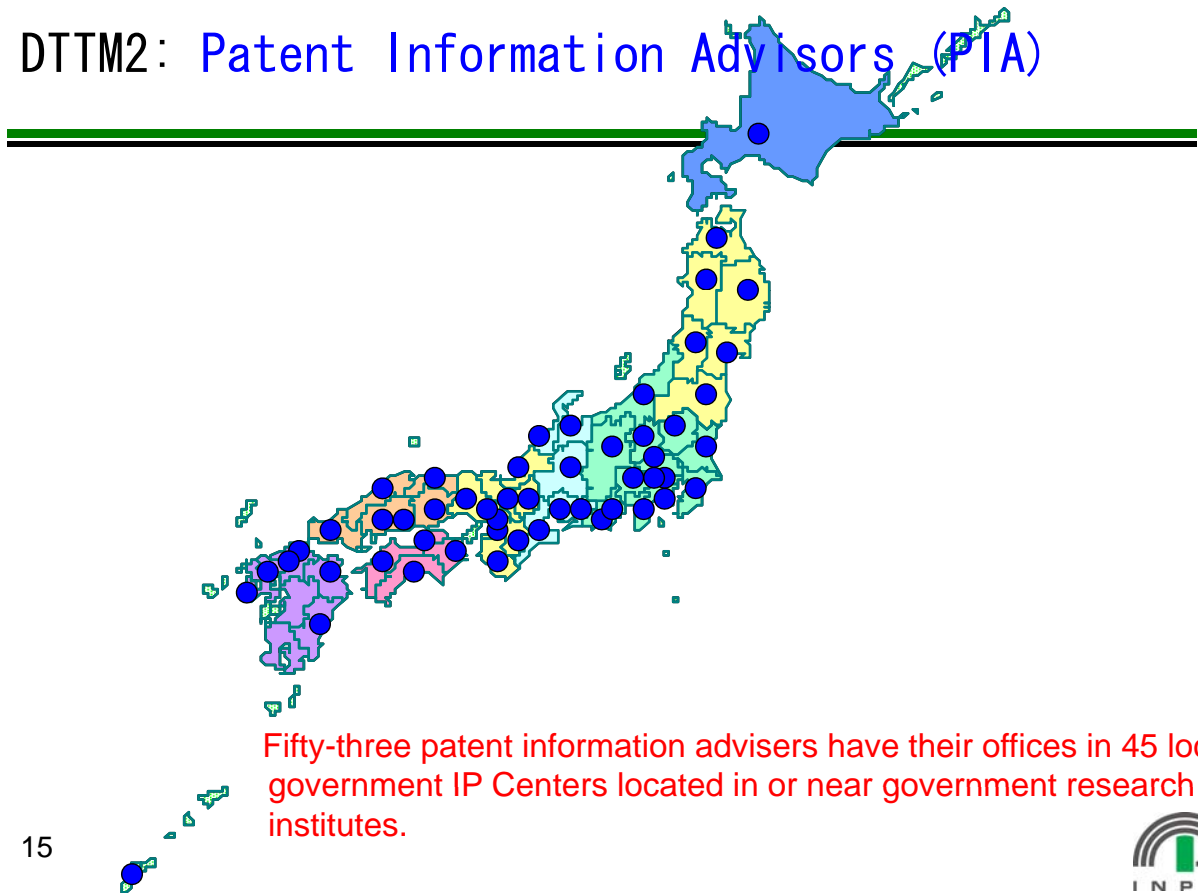 DTTM2: Patent Information Advisors (PIA)
Fifty-three patent information advisers have their offices in 45
government IP Centers located in or near government research
institutes.
15